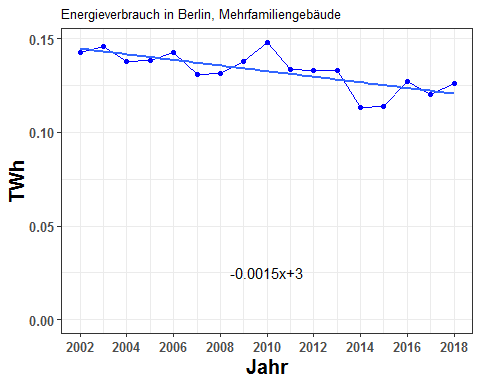 Energieverbrauch in Berlin, Mehrfamiliengebäude
0.15
0.10
0.05
0.00
TWh
-0.0015x+3
2002 2004 2006 2008 2010 2012 2014 2016 2018
Jahr